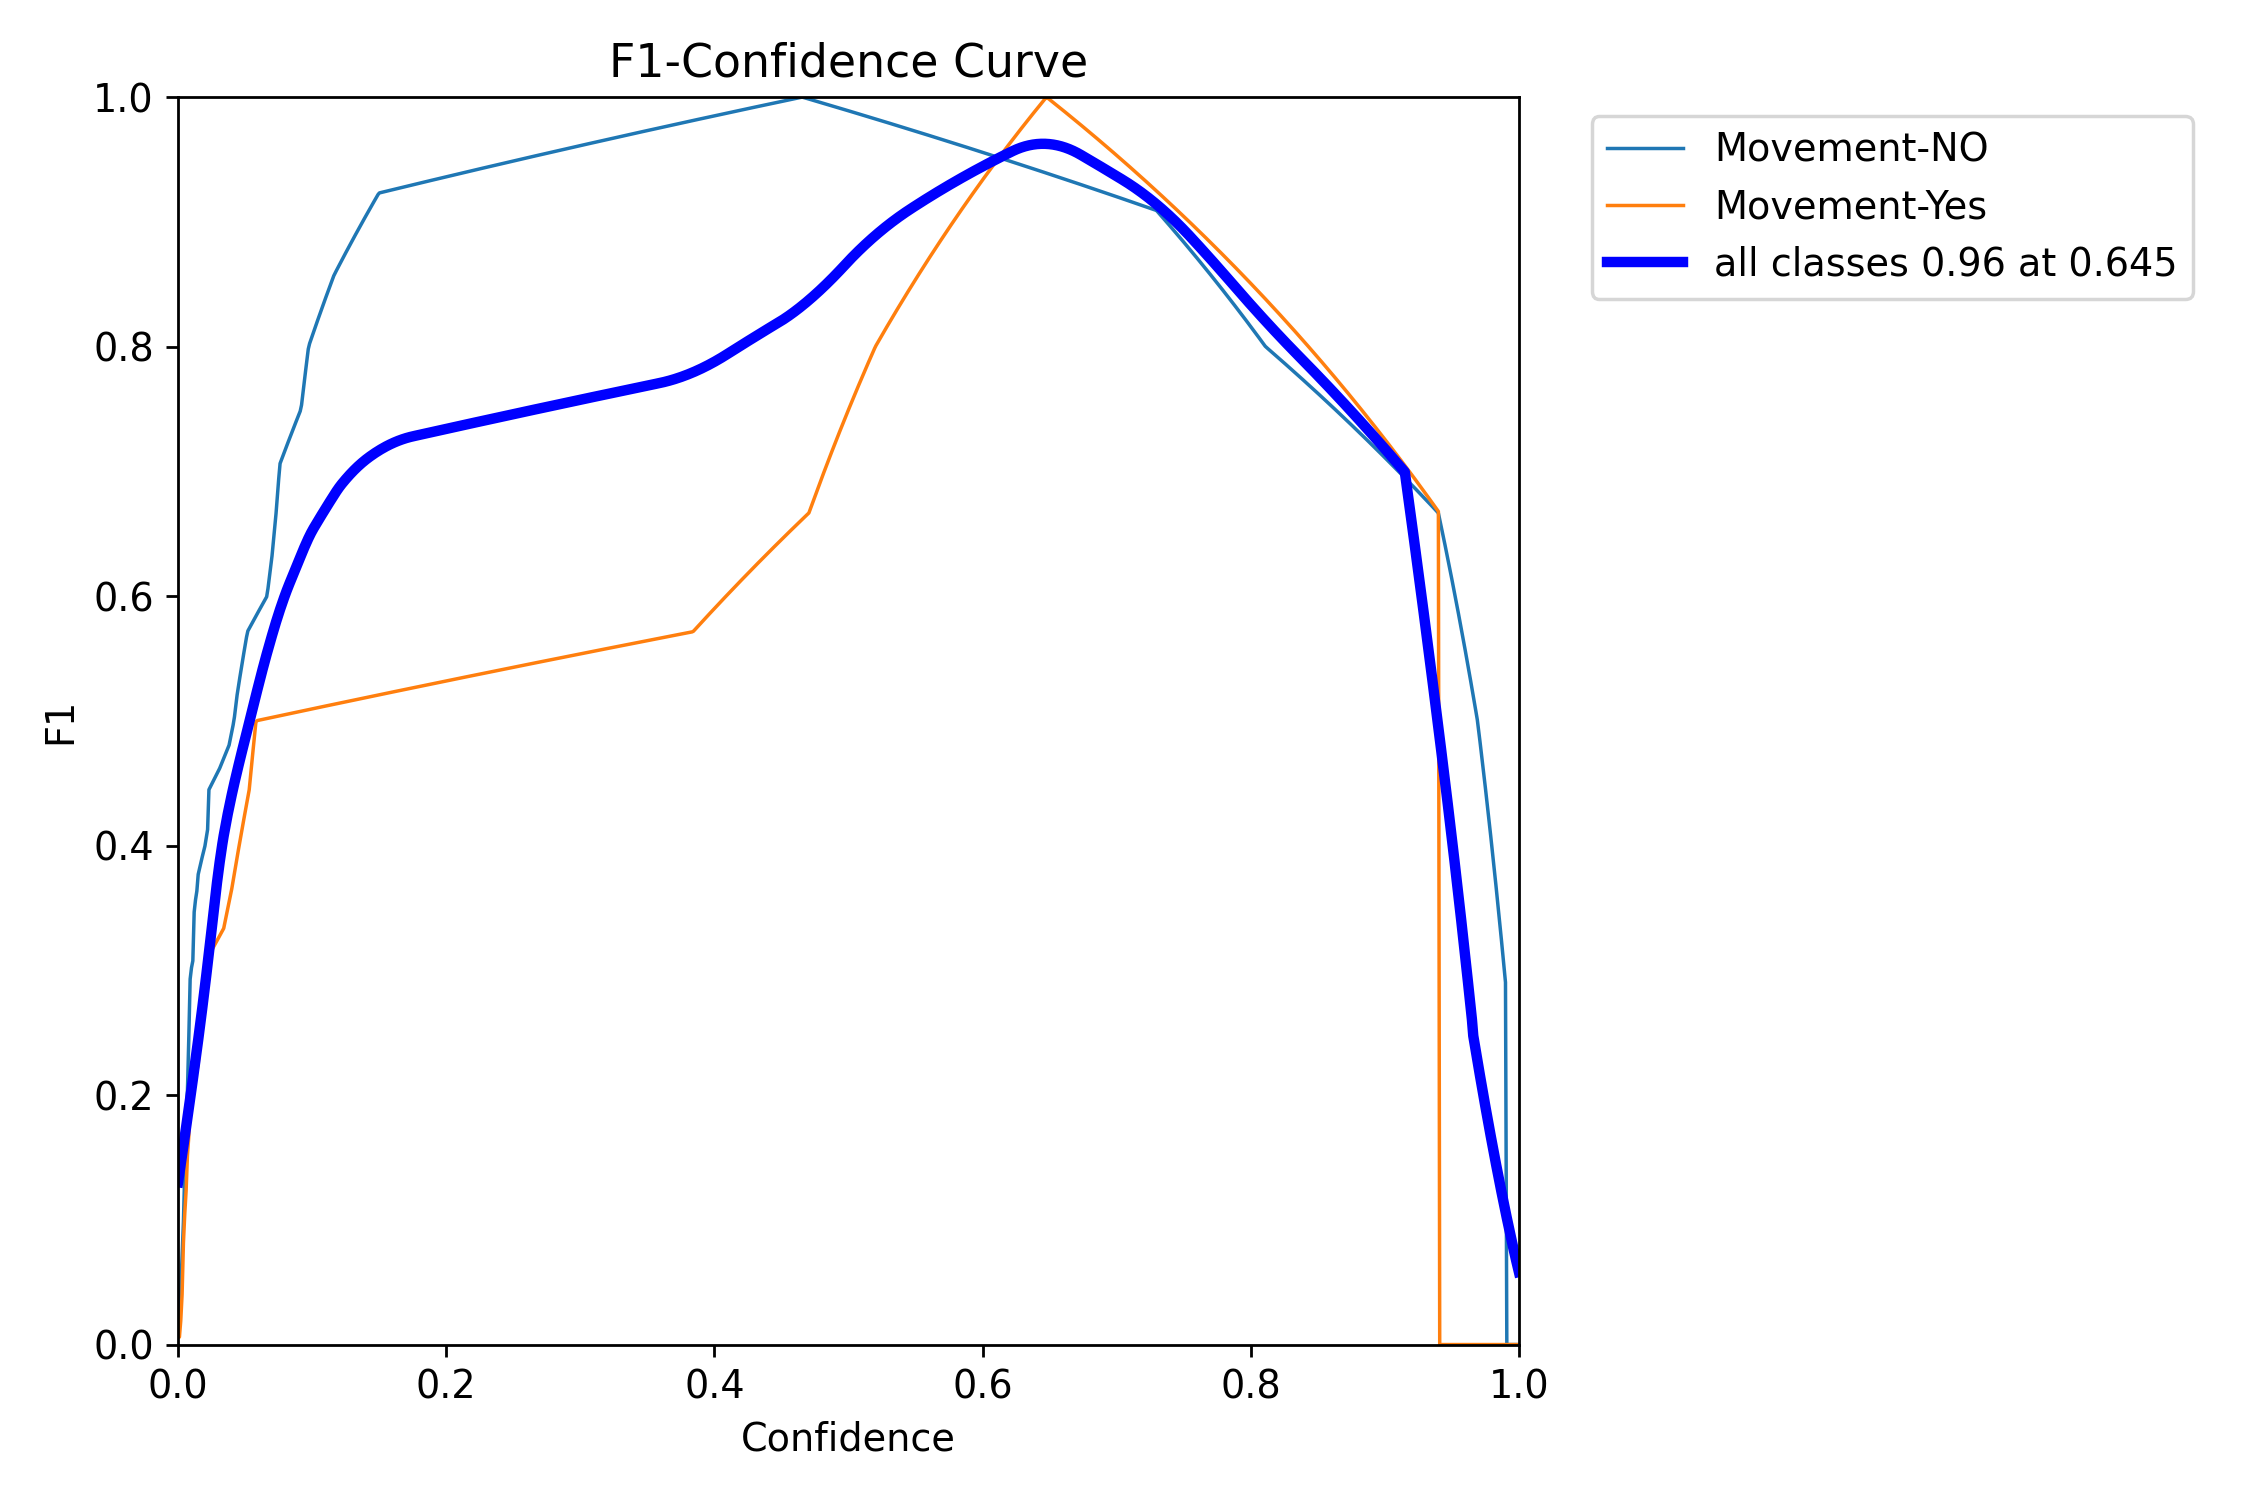 F1-Confidence Curve
1.0
0.8
0.6
0.4
0.2
0.0
F1
0.0 0.2 0.4 0.6 0.8 1.0
Confidence
Movement-NO
Movement-Yes
all classes 0.96 at 0.645